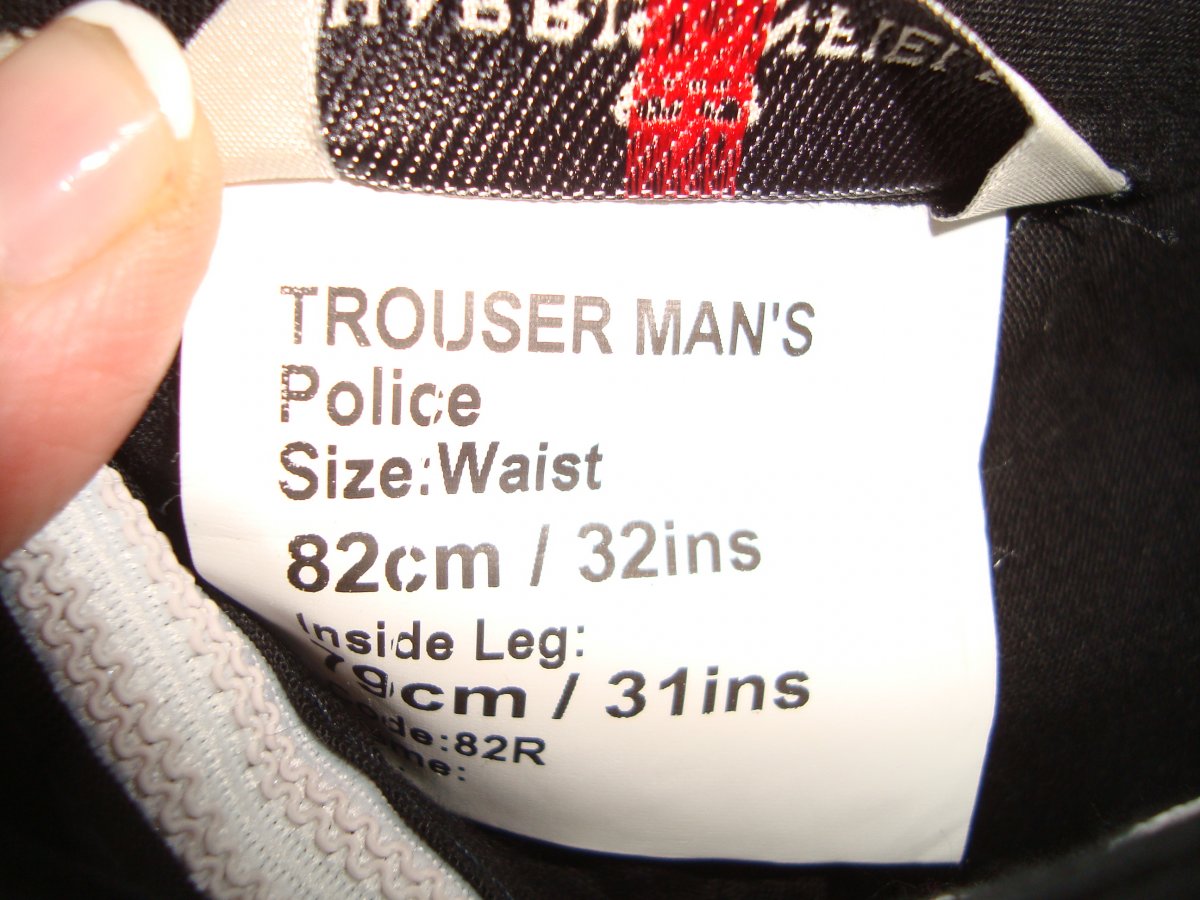 TROUSER MAN'S
Police
Size:Waist
82cm / 32ins
Inside Leg:
79cm / 31ins
:82R